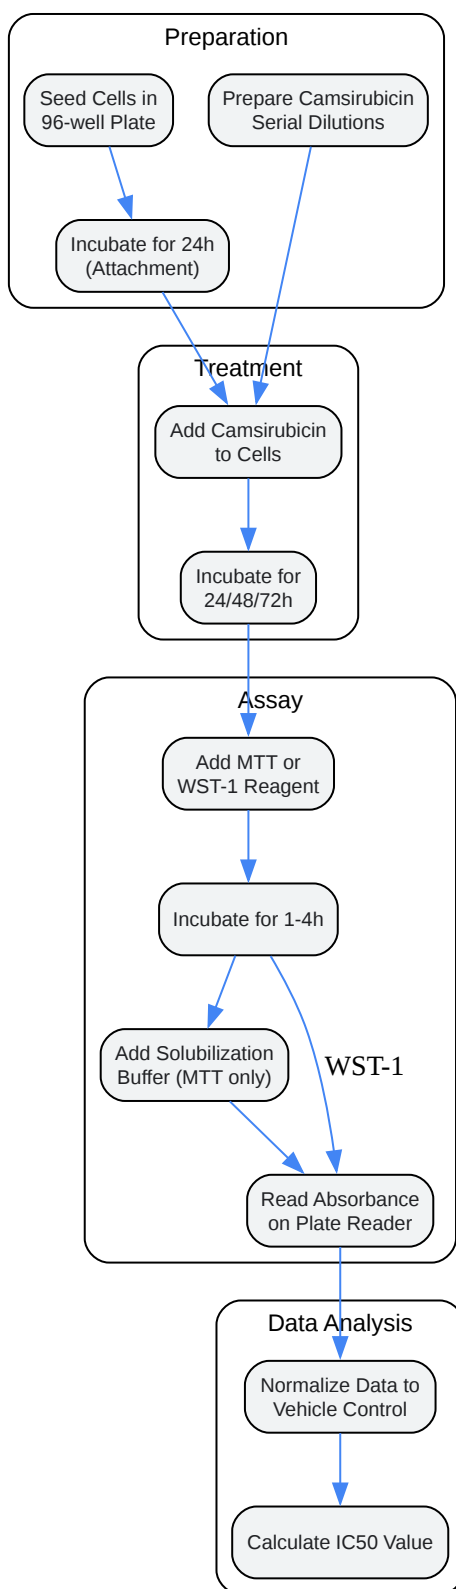 Preparation
Seed Cells in
96-well Plate
Prepare Camsirubicin
Serial Dilutions
Incubate for 24h
(Attachment)
Treatment
Add Camsirubicin
to Cells
Incubate for
24/48/72h
Assay
Add MTT or
WST-1 Reagent
Incubate for 1-4h
Add Solubilization
Buffer (MTT only)
WST-1
Read Absorbance
on Plate Reader
Data Analysis
Normalize Data to
Vehicle Control
Calculate IC50 Value